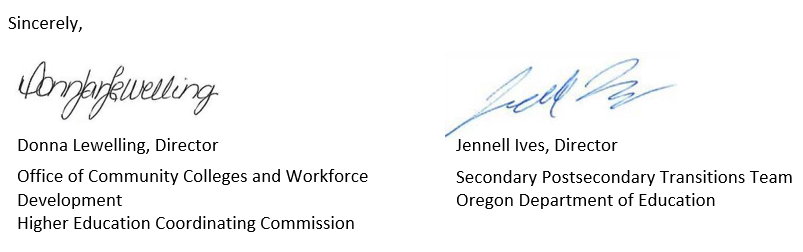 Sincerely,
Donna Lewelling
Donna Lewelling, Director
Office of Community Colleges and Workforce
Development
Higher Education Coordinating Commission
Jennell Ives, Director
Secondary Postsecondary Transitions Team
Oregon Department of Education